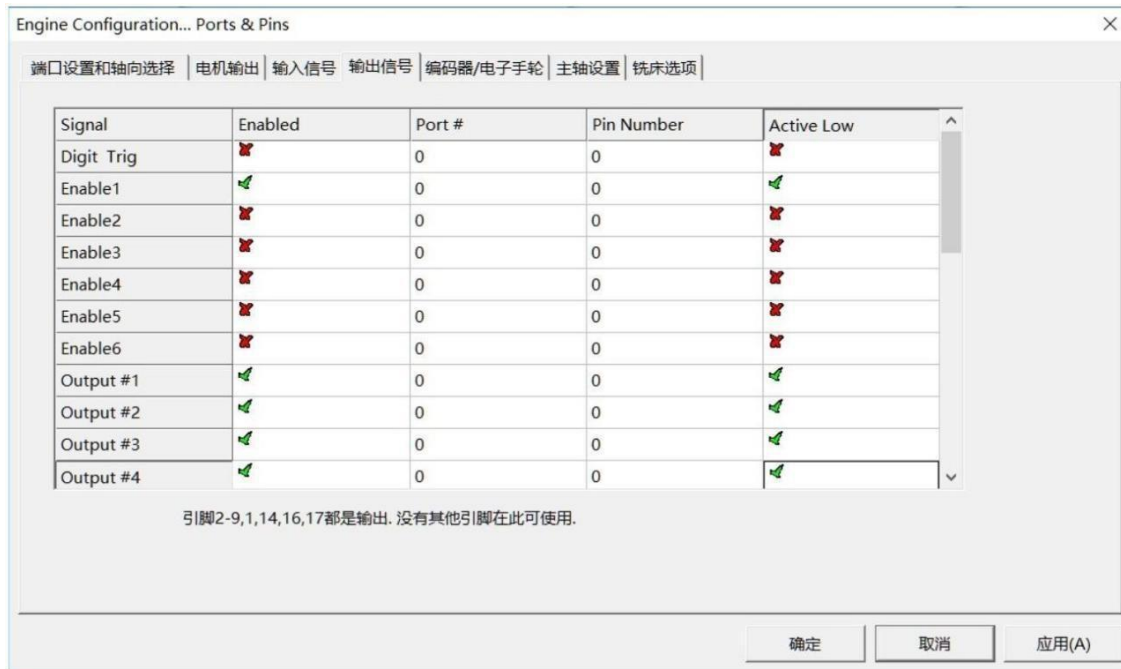 Engine Configuration... Ports & Pins
端口设置和轴向选择 电机输出 输入信号 输出信号 编码器/电子手轮 主轴设置 铣床选项
Signal Enabled Port # Pin Number Active Low
Digit Trig 0 0
Enable1 0 0
Enable2 0 0
Enable3 0 0
Enable4 0 0
Enable5 0 0
Enable6 0 0
Output #1 0 0
Output #2 0 0
Output #3 0 0
Output #4 0 0
引脚2-9,1,14,16,17都是输出. 没有其他引脚在此可使用.
确定 取消 应用(A)